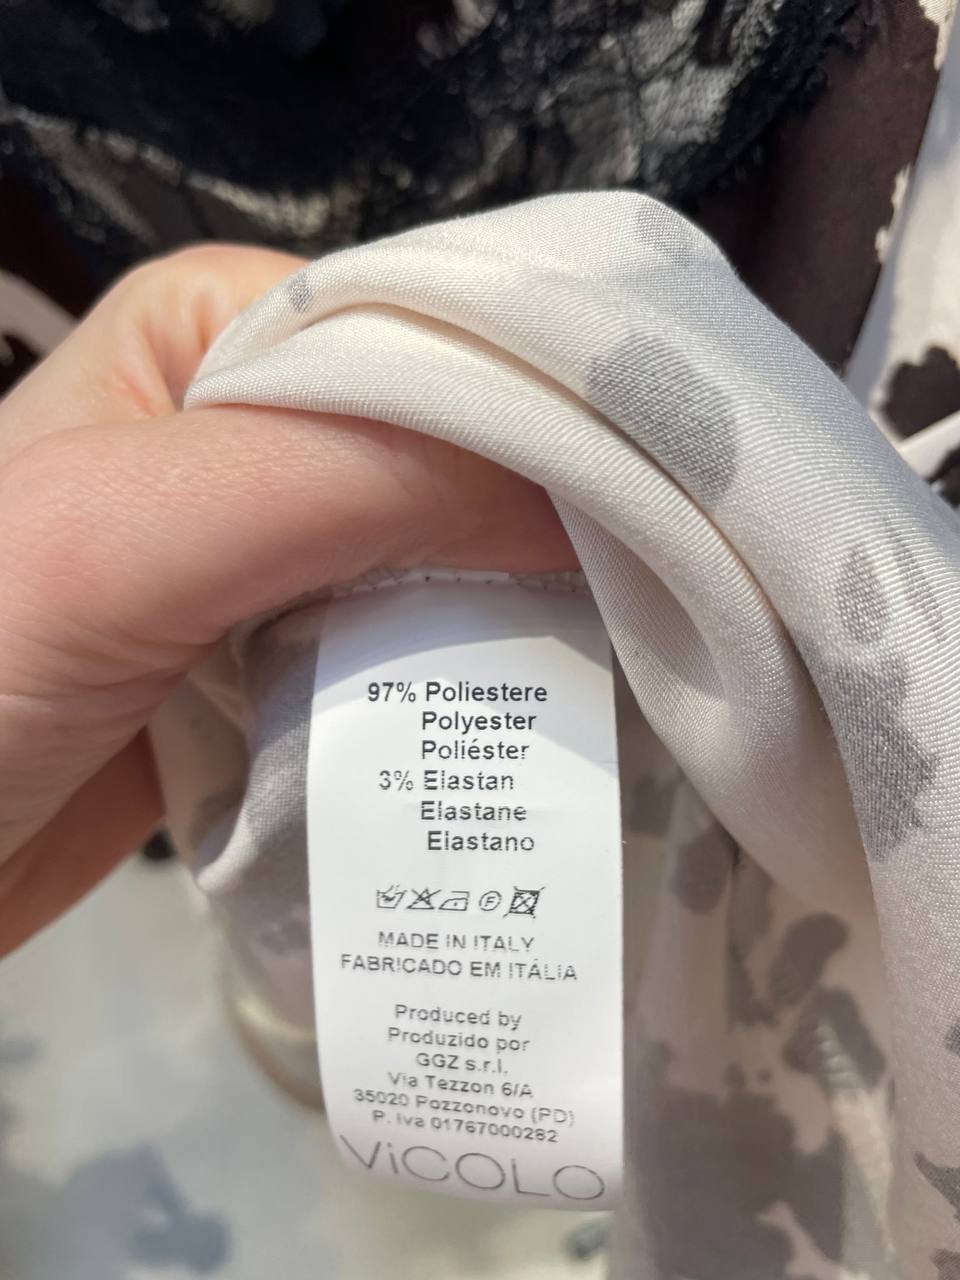 97% Poliestere
Polyester
Poliéster
3% Elastan
Elastane
Elastano
MADE IN ITALY
FABRICADO EM ITÁLIA
Produced by
Produzido por
GGZ s.r.l.
Via Tezzon 6/A
35020 Pozzonovo (PD)
P. Iva 01767000282
ViCOLO